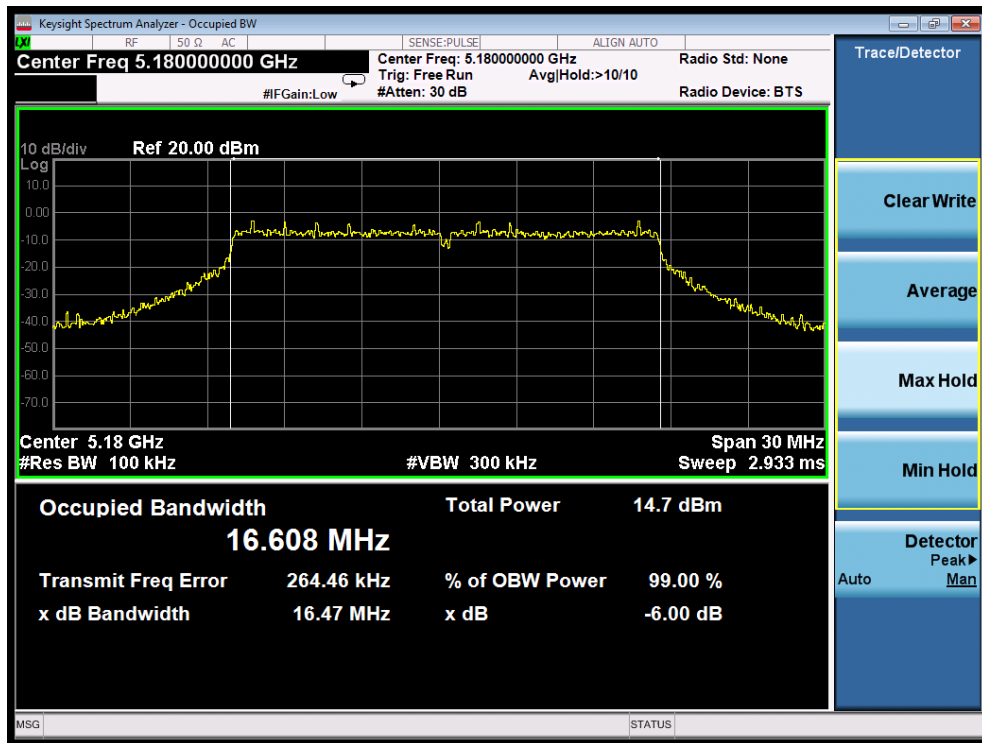 Keysight Spectrum Analyzer - Occupied BW
LXI RF 50 Ω AC SENSE:PULSE ALIGN AUTO
Center Freq 5.180000000 GHz
Center Freq: 5.180000000 GHz Radio Std: None
Trig: Free Run Avg|Hold:>10/10
#IFGain:Low #Atten: 30 dB Radio Device: BTS
10 dB/div Ref 20.00 dBm
Log
10.0
0.00
-10.0
-20.0
-30.0
-40.0
-50.0
-60.0
-70.0
Center 5.18 GHz Span 30 MHz
#Res BW 100 kHz #VBW 300 kHz Sweep 2.933 ms
Occupied Bandwidth Total Power 14.7 dBm
16.608 MHz
Transmit Freq Error 264.46 kHz % of OBW Power 99.00 %
x dB Bandwidth 16.47 MHz x dB -6.00 dB
MSG STATUS
Trace/Detector
Clear Write
Average
Max Hold
Min Hold
Detector
Peak▶
Auto Man